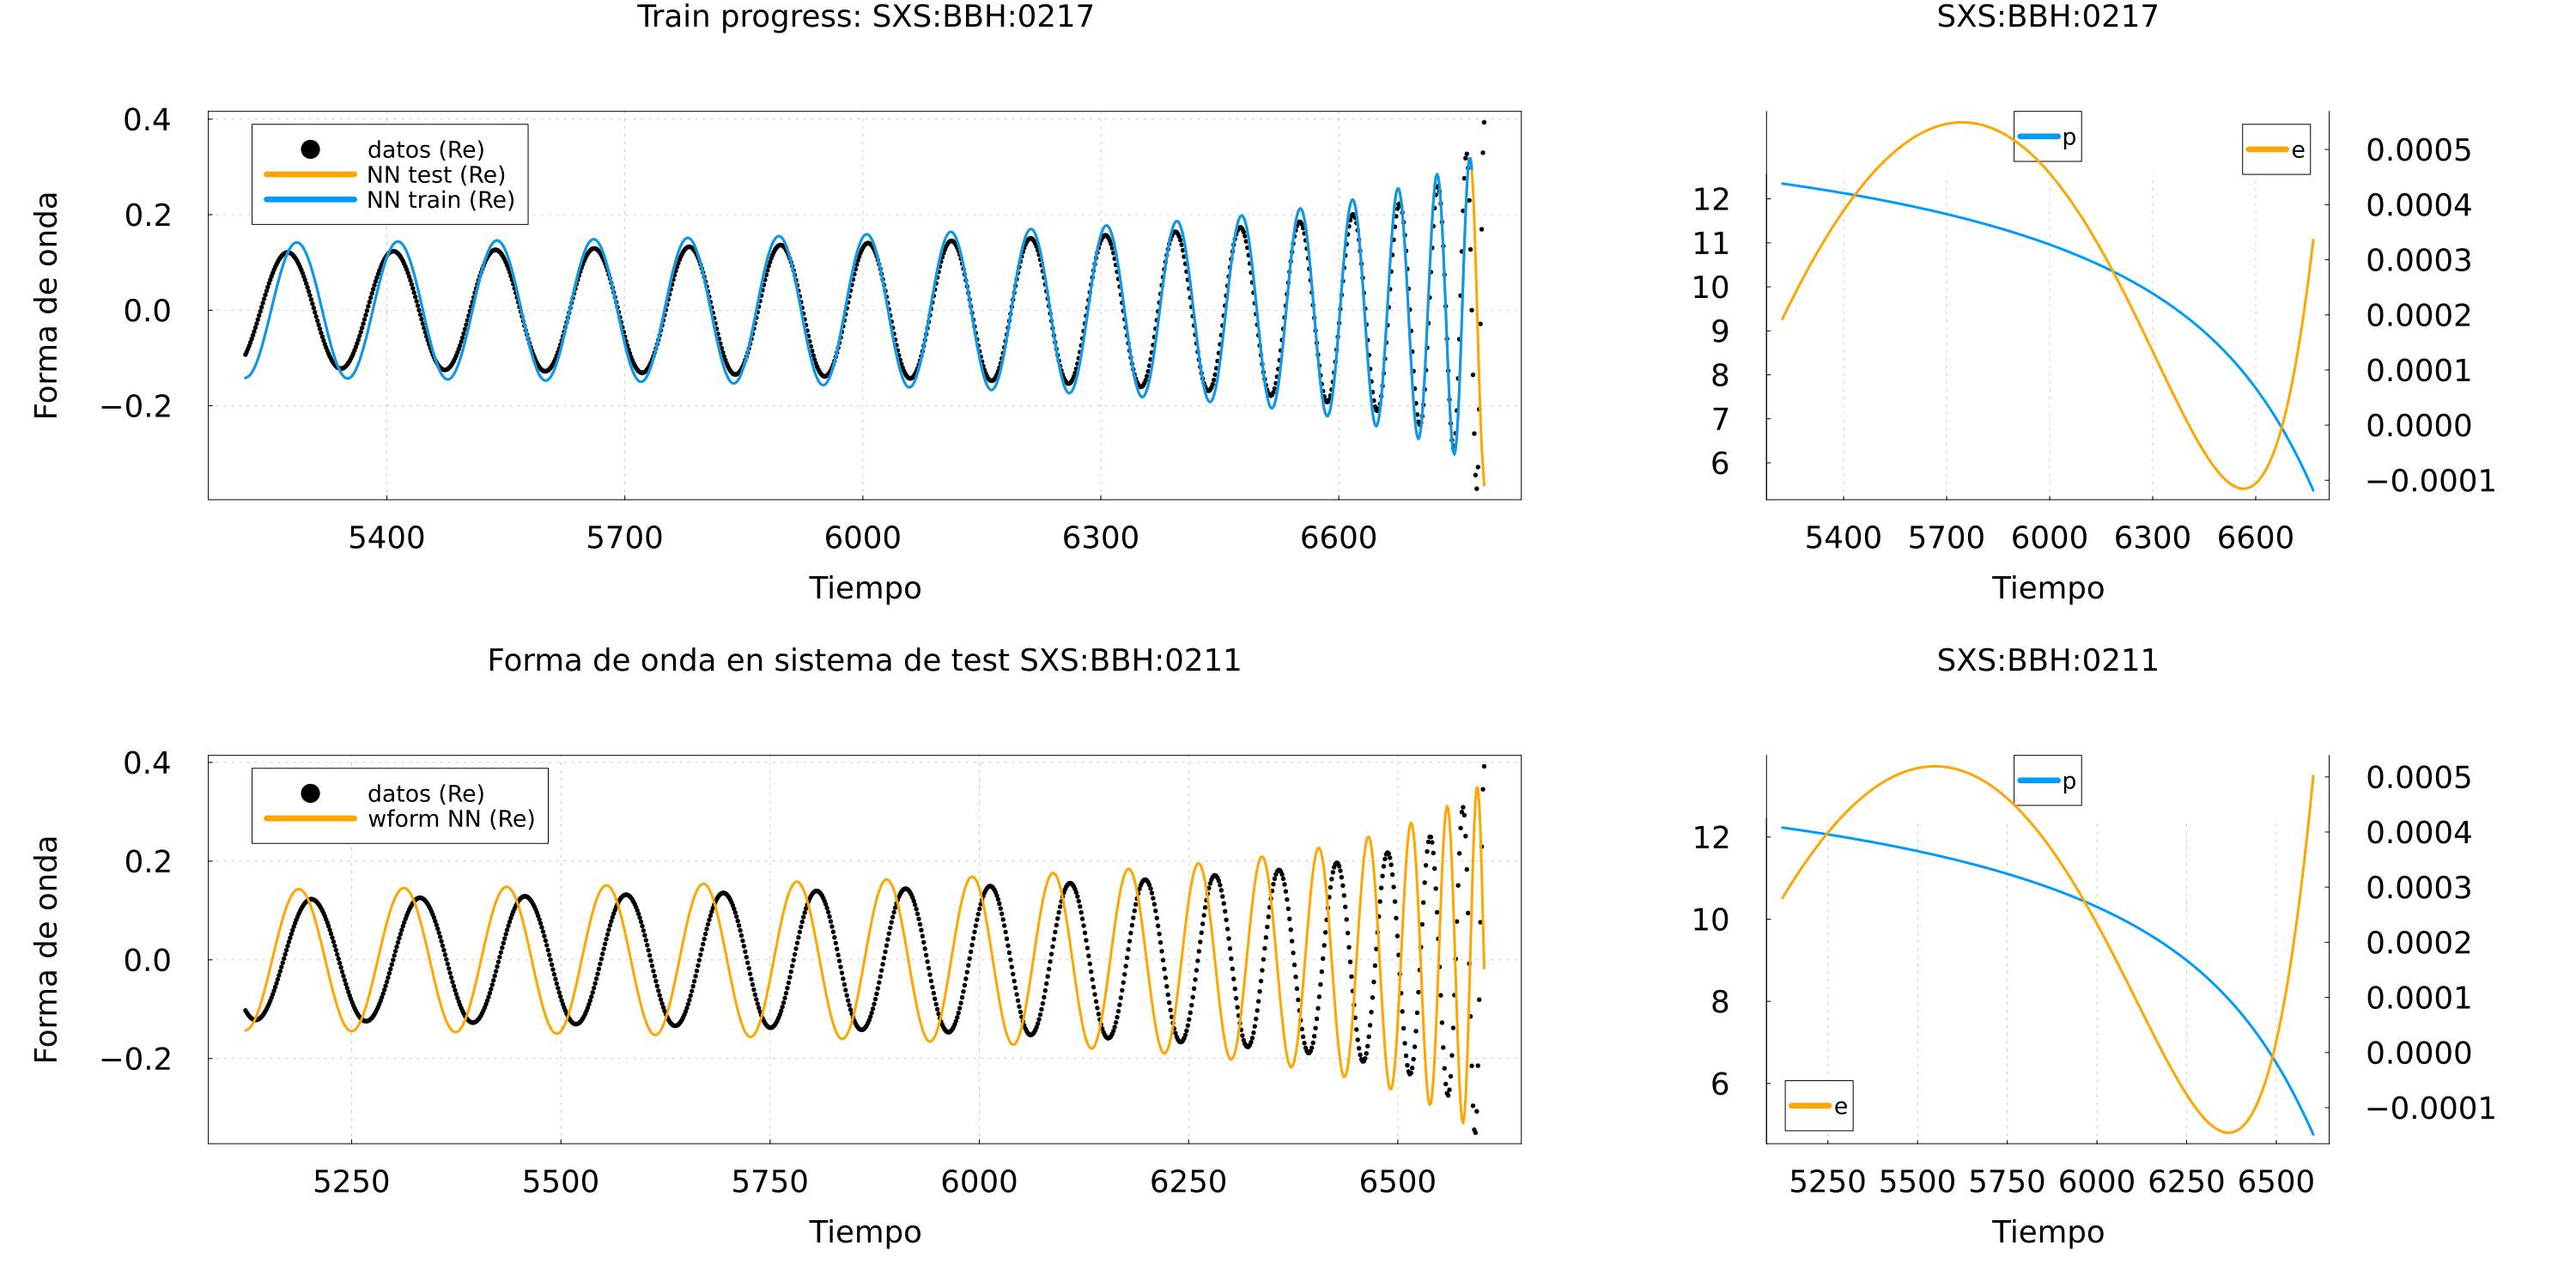 Train progress: SXS:BBH:0217
0.4
0.2
0.0
−0.2
Forma de onda
datos (Re)
NN test (Re)
NN train (Re)
5400 5700 6000 6300 6600
Tiempo
SXS:BBH:0217
12
11
10
9
8
7
6
p
e
0.0005
0.0004
0.0003
0.0002
0.0001
0.0000
−0.0001
5400 5700 6000 6300 6600
Tiempo
Forma de onda en sistema de test SXS:BBH:0211
0.4
0.2
0.0
−0.2
Forma de onda
datos (Re)
wform NN (Re)
5250 5500 5750 6000 6250 6500
Tiempo
SXS:BBH:0211
12
10
8
6
p
e
0.0005
0.0004
0.0003
0.0002
0.0001
0.0000
−0.0001
5250 5500 5750 6000 6250 6500
Tiempo